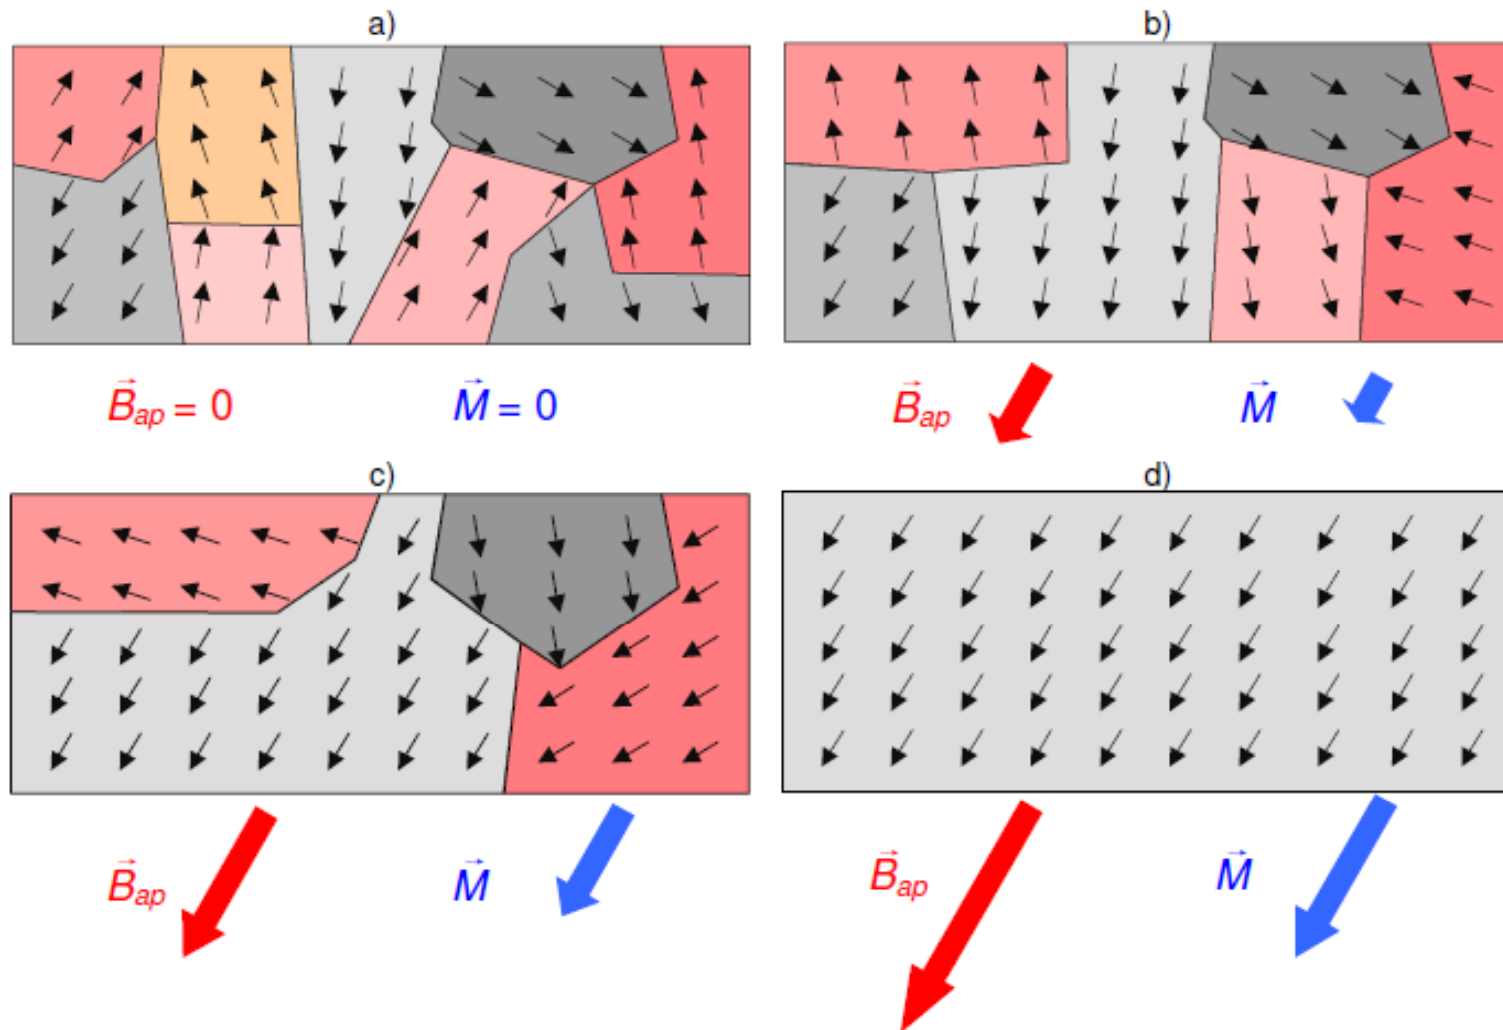 a)
b)
B⃗ap = 0 M⃗ = 0
B⃗ap M⃗
c)
d)
B⃗ap M⃗
B⃗ap M⃗